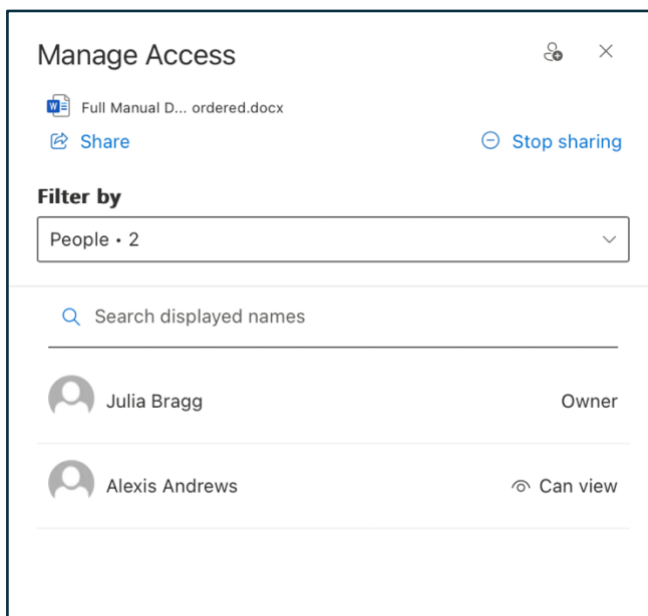 Manage Access
Full Manual D... ordered.docx
Share Stop sharing
Filter by
People • 2
Search displayed names
Julia Bragg Owner
Alexis Andrews Can view